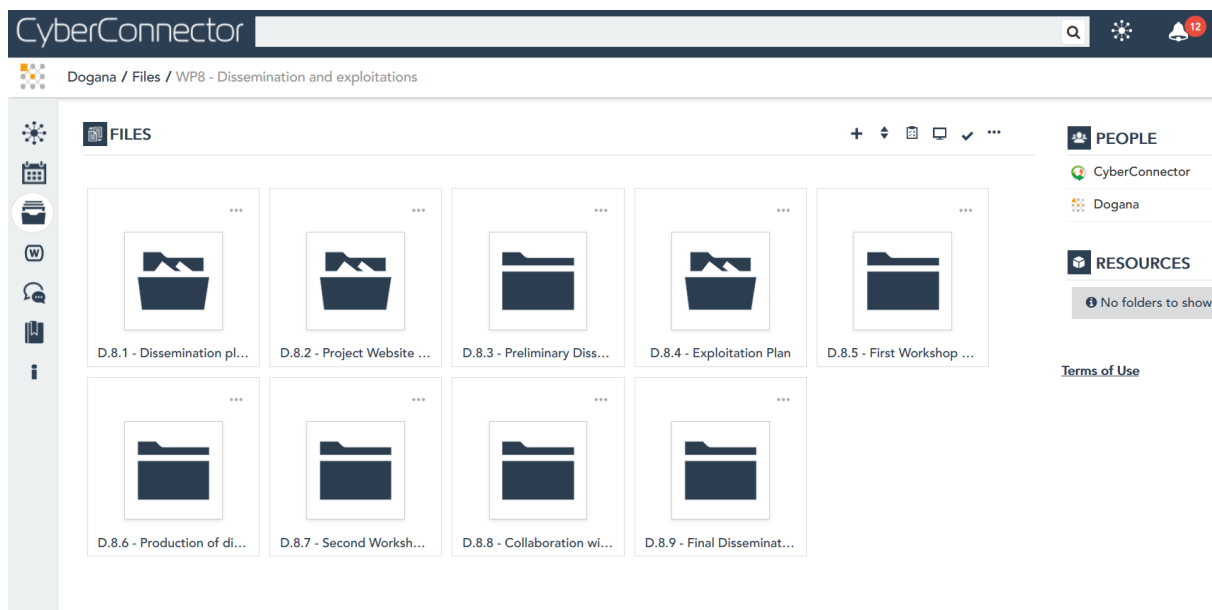 CyberConnector
12
Dogana / Files / WP8 - Dissemination and exploitations
FILES
PEOPLE
CyberConnector
Dogana
RESOURCES
No folders to show
Terms of Use
W
D.8.1 - Dissemination pl...
D.8.2 - Project Website ...
D.8.3 - Preliminary Diss...
D.8.4 - Exploitation Plan
D.8.5 - First Workshop ...
D.8.6 - Production of di...
D.8.7 - Second Worksh...
D.8.8 - Collaboration wi...
D.8.9 - Final Disseminat...